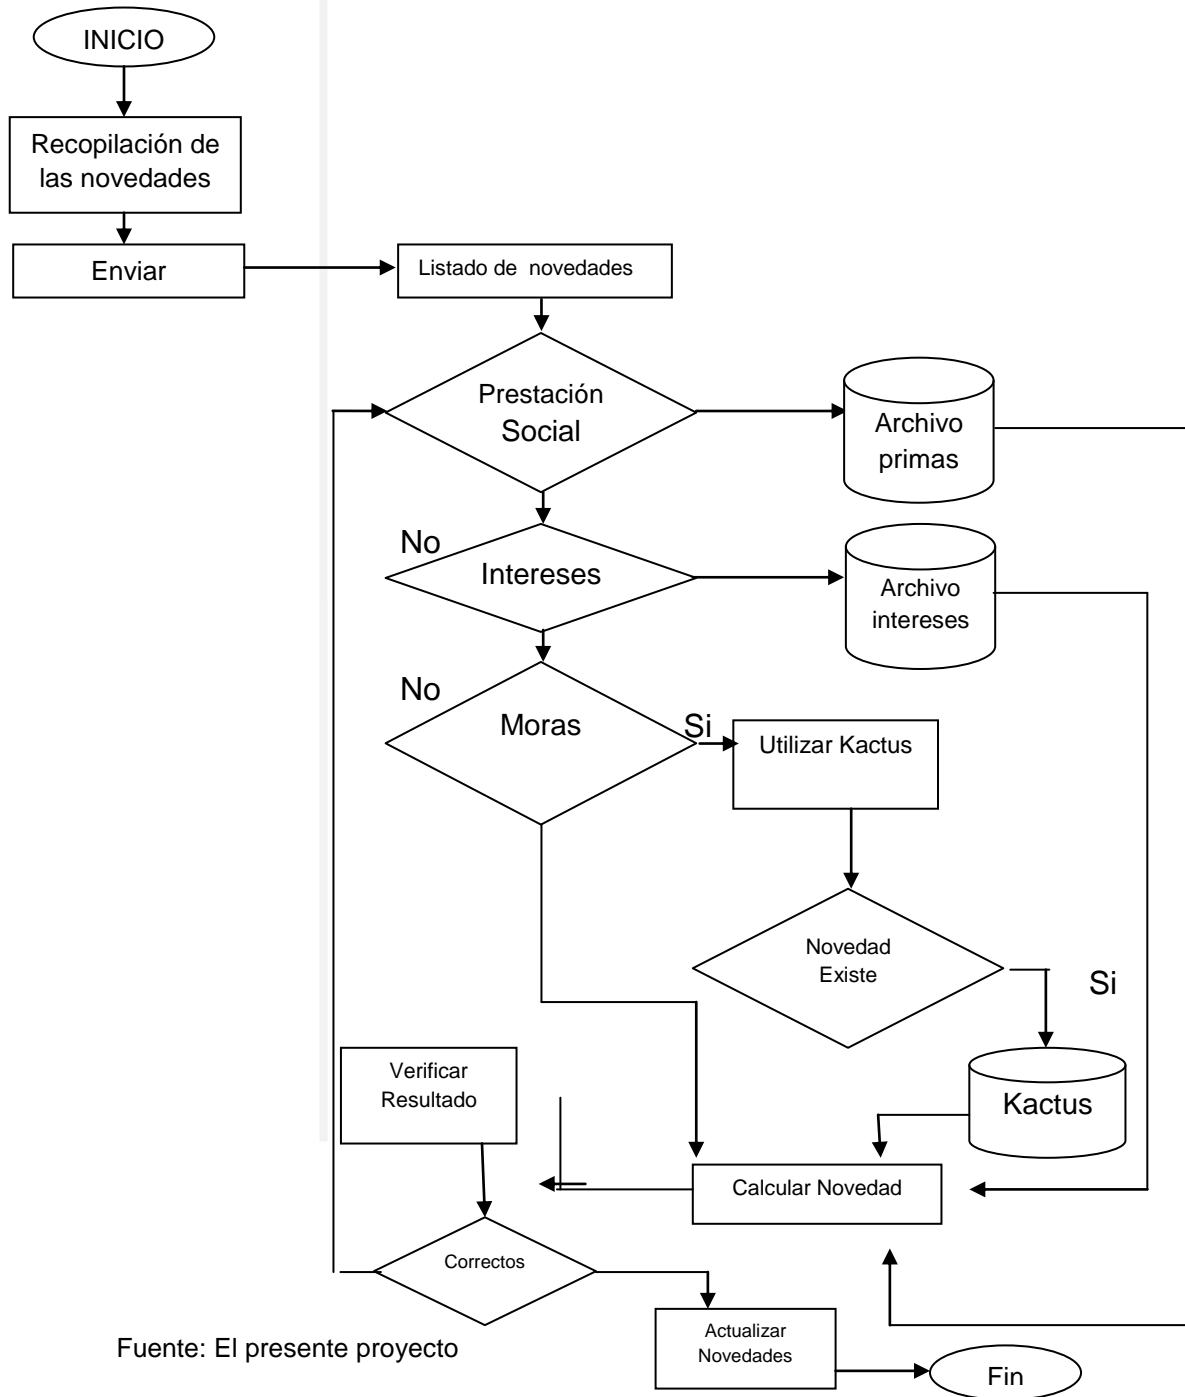 INICIO
Recopilación de
las novedades
Enviar
Listado de novedades
Prestación
Social
Archivo
primas
No
Intereses
Archivo
intereses
No
Moras
Si
Utilizar Kactus
Novedad
Existe
Si
Verificar
Resultado
Kactus
Calcular Novedad
Correctos
Actualizar
Novedades
Fuente: El presente proyecto
Fin